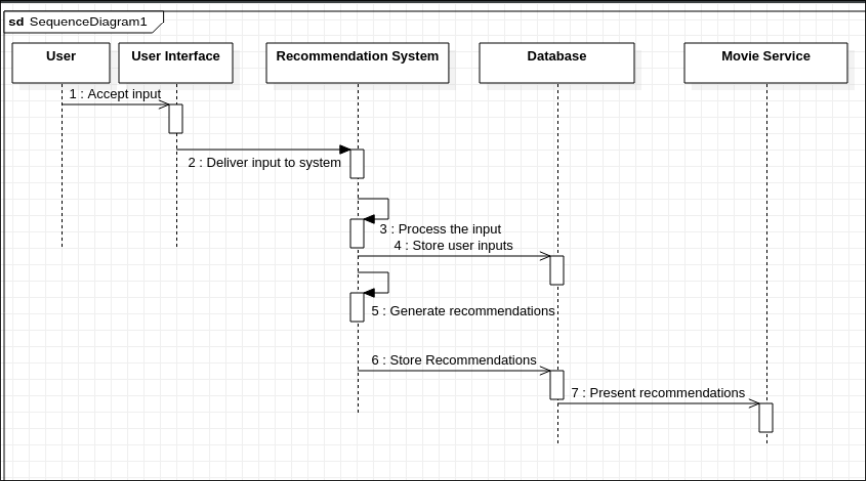 sd SequenceDiagram1
User
User Interface
Recommendation System
Database
Movie Service
1 : Accept input
2 : Deliver input to system
3 : Process the input
4 : Store user inputs
5 : Generate recommendations
6 : Store Recommendations
7 : Present recommendations